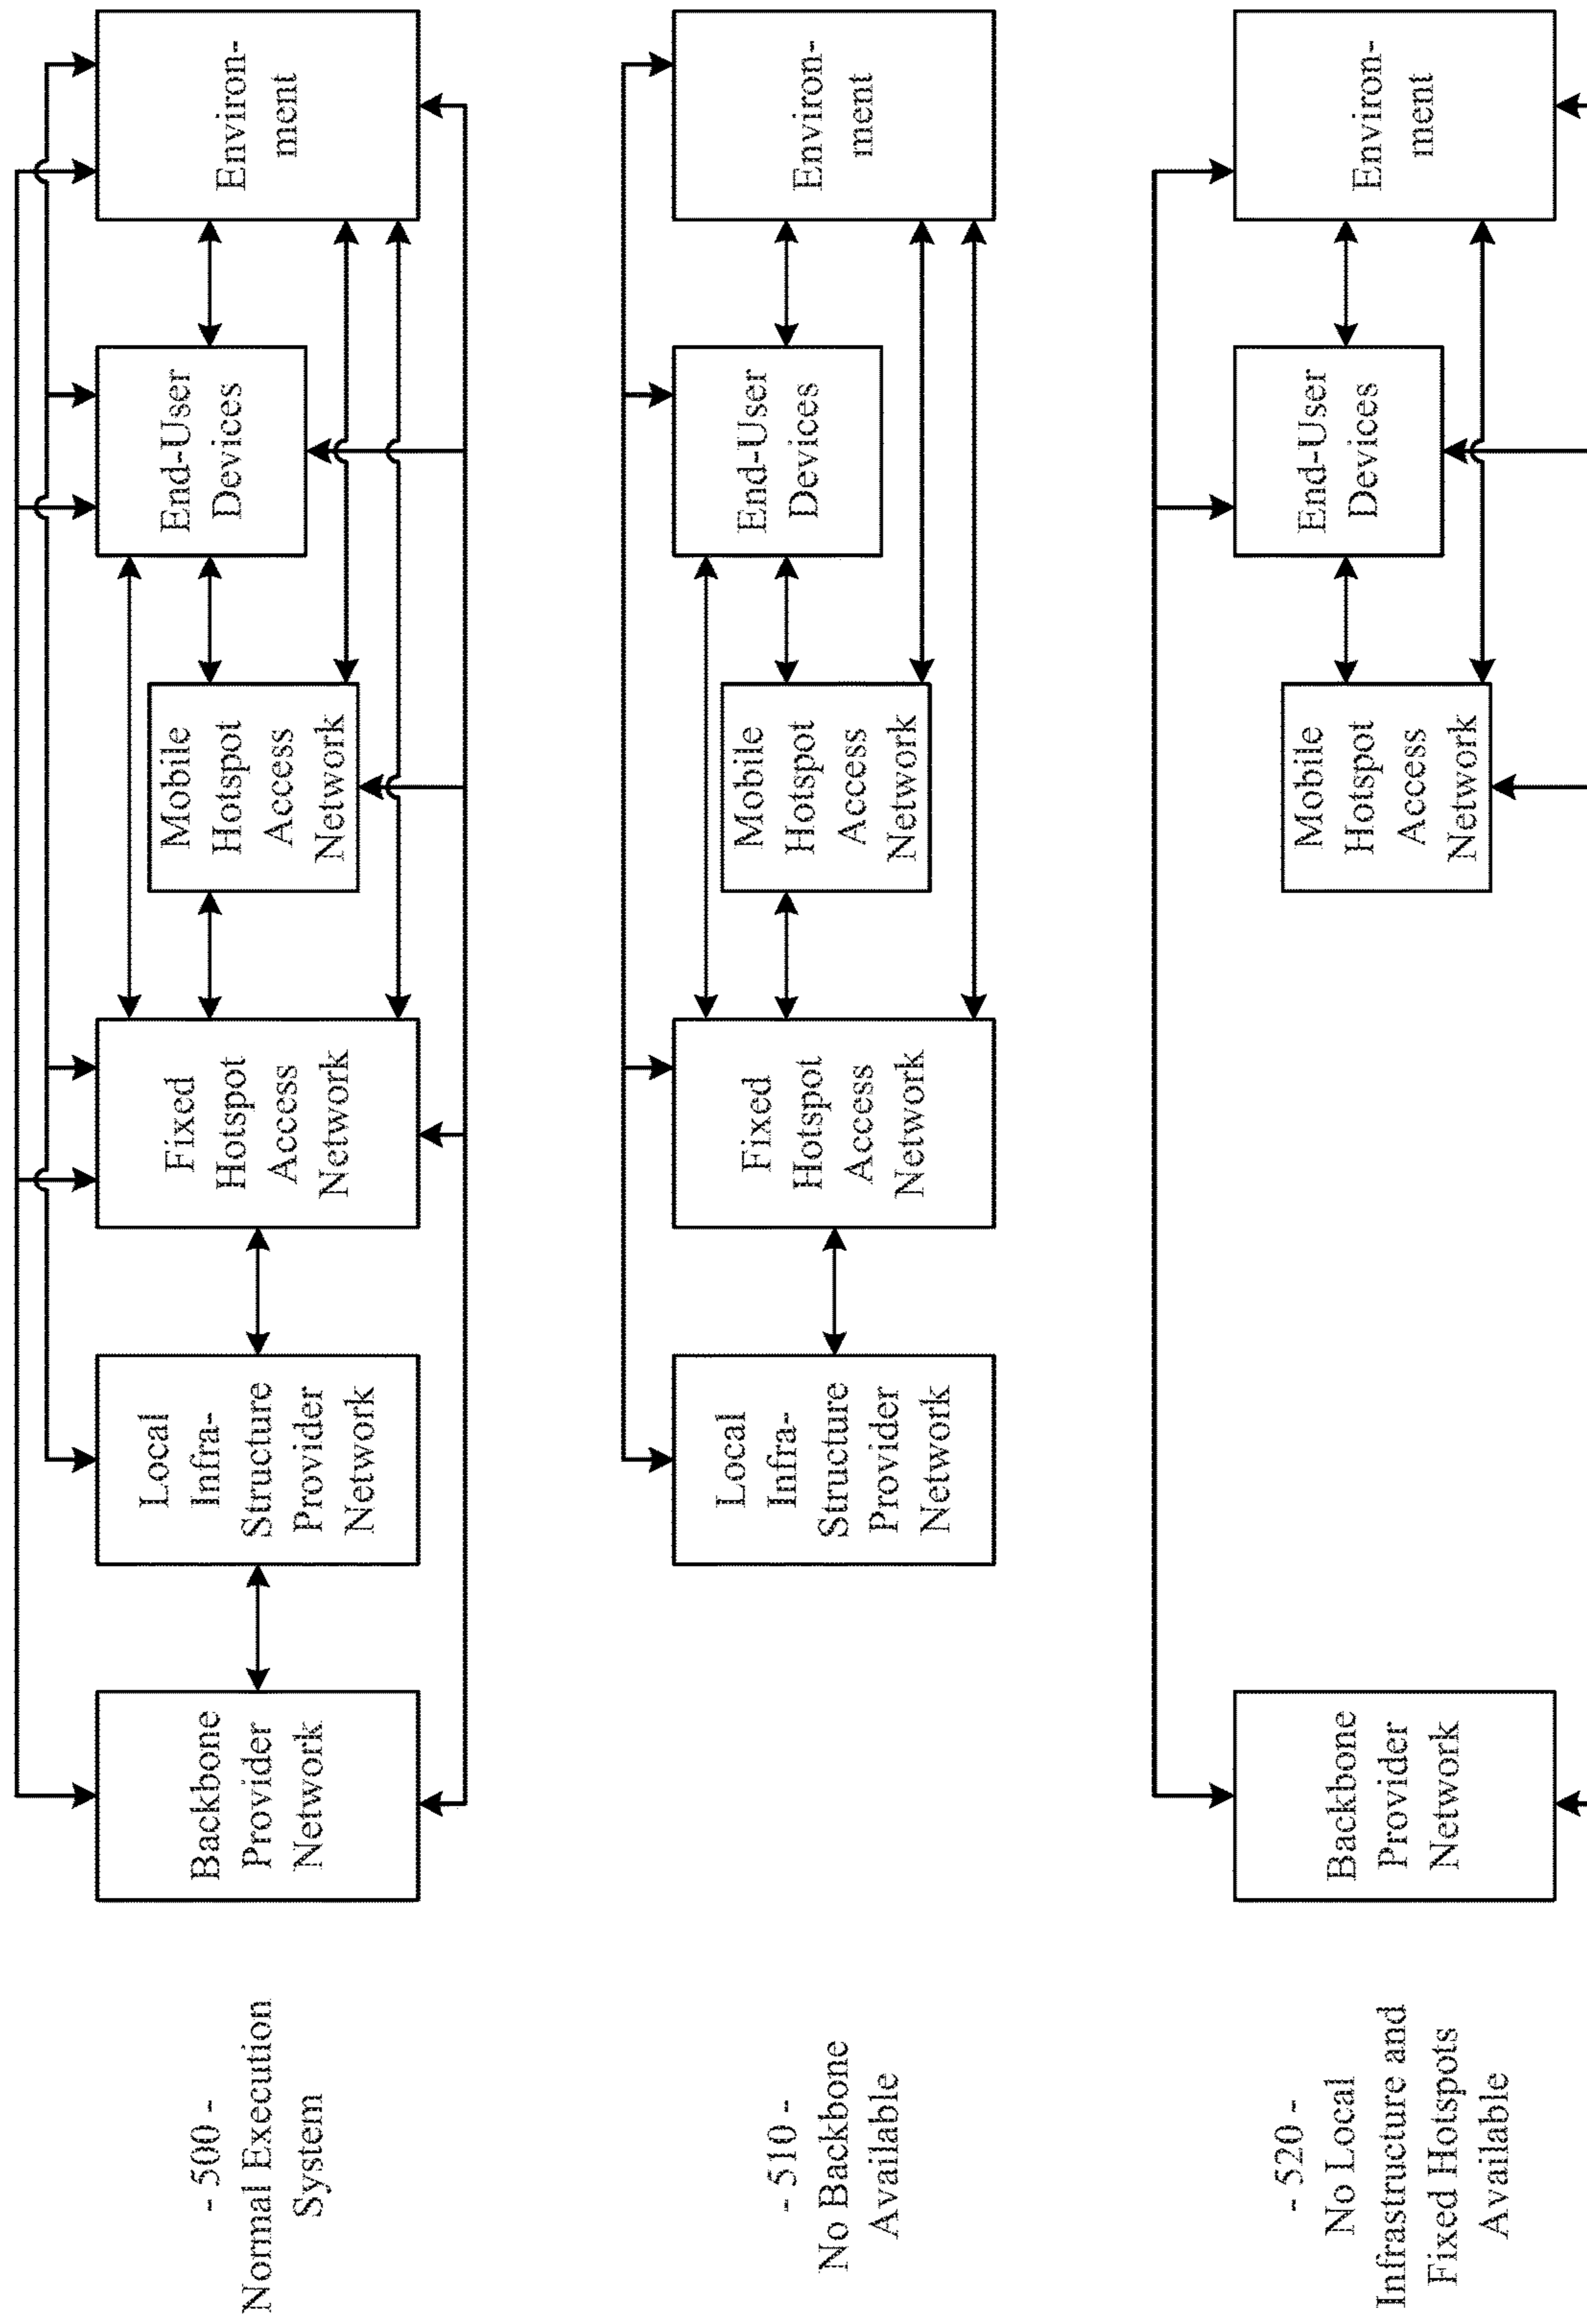 - 500 -
Normal Execution
System
Backbone
Provider
Network
Local
Infra-
Structure
Provider
Network
Fixed
Hotspot
Access
Network
Mobile
Hotspot
Access
Network
End-User
Devices
Environ-
ment
- 510 -
No Backbone
Available
Local
Infra-
Structure
Provider
Network
Fixed
Hotspot
Access
Network
Mobile
Hotspot
Access
Network
End-User
Devices
Environ-
ment
- 520 -
No Local
Infrastructure and
Fixed Hotspots
Available
Backbone
Provider
Network
Mobile
Hotspot
Access
Network
End-User
Devices
Environ-
ment